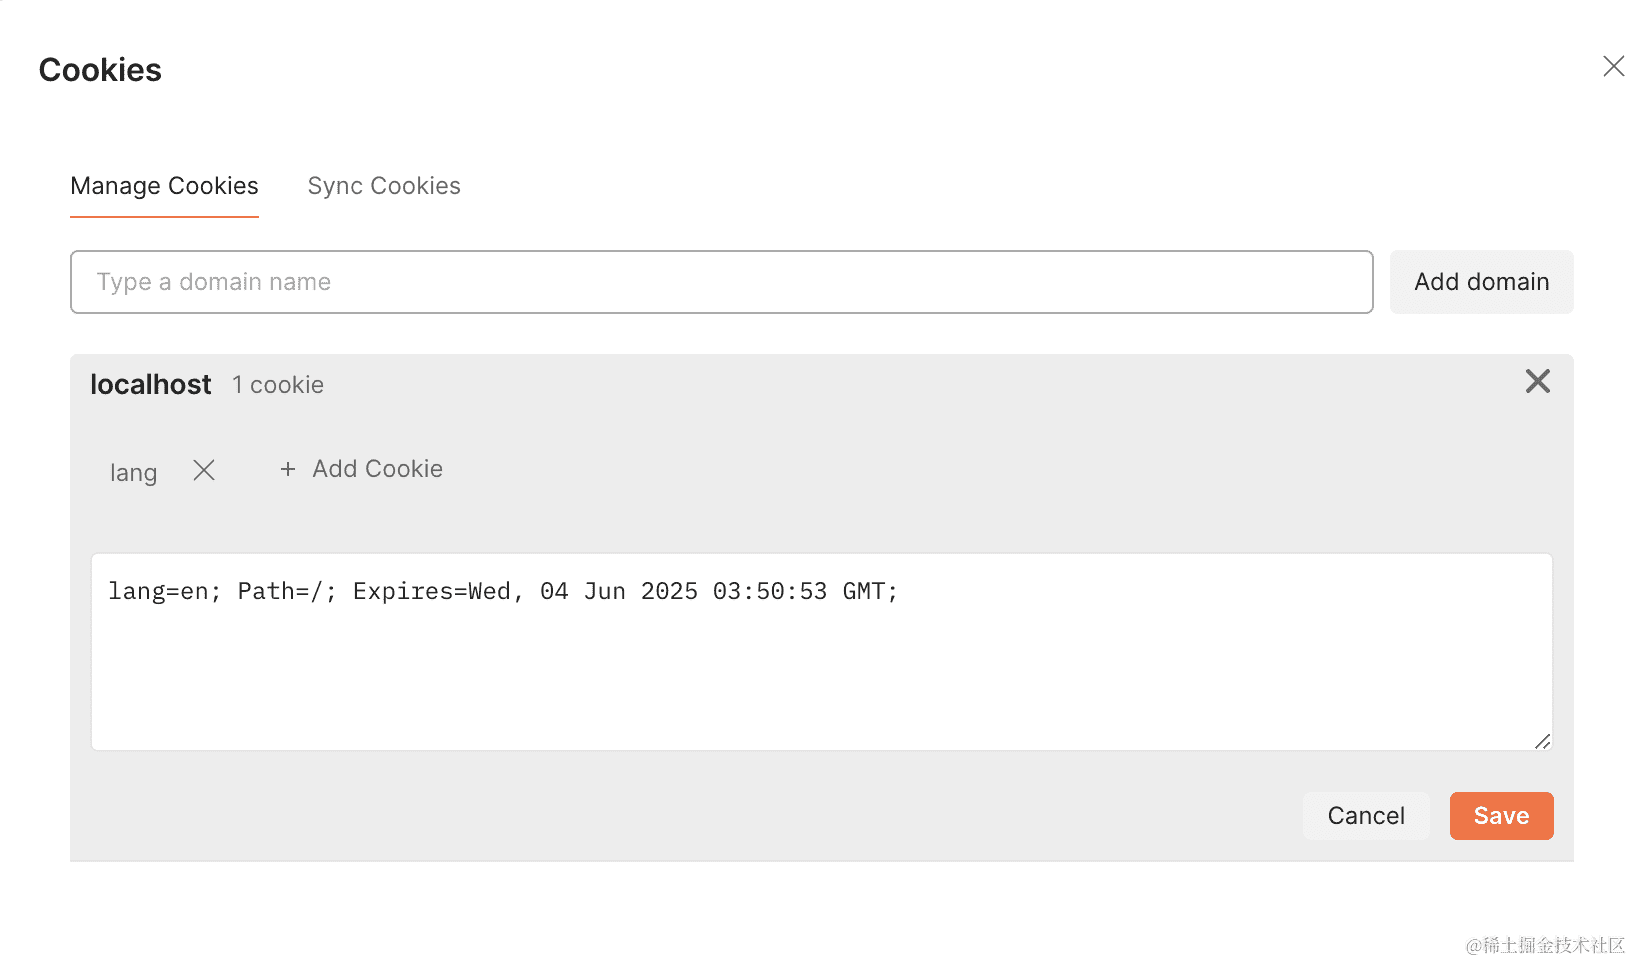 Cookies
Manage Cookies Sync Cookies
Type a domain name Add domain
localhost 1 cookie
lang + Add Cookie
lang=en; Path=/; Expires=Wed, 04 Jun 2025 03:50:53 GMT;
Cancel Save
@稀土掘金技术社区